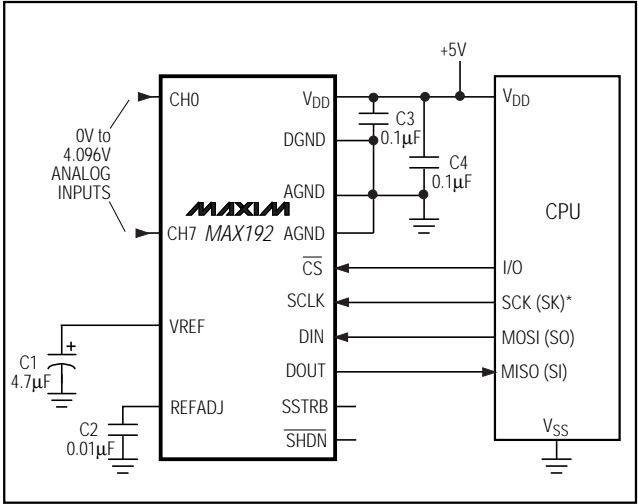 +5V
CH0
VDD
VDD
C3
0.1µF
0V to
4.096V
ANALOG
INPUTS
DGND
C4
0.1µF
AGND
MAXIM
CPU
CH7
MAX192
AGND
CS
I/O
SCLK
SCK (SK)*
VREF
DIN
MOSI (SO)
+
C1
4.7µF
DOUT
MISO (SI)
REFADJ
SSTRB
C2
0.01µF
SHDN
VSS